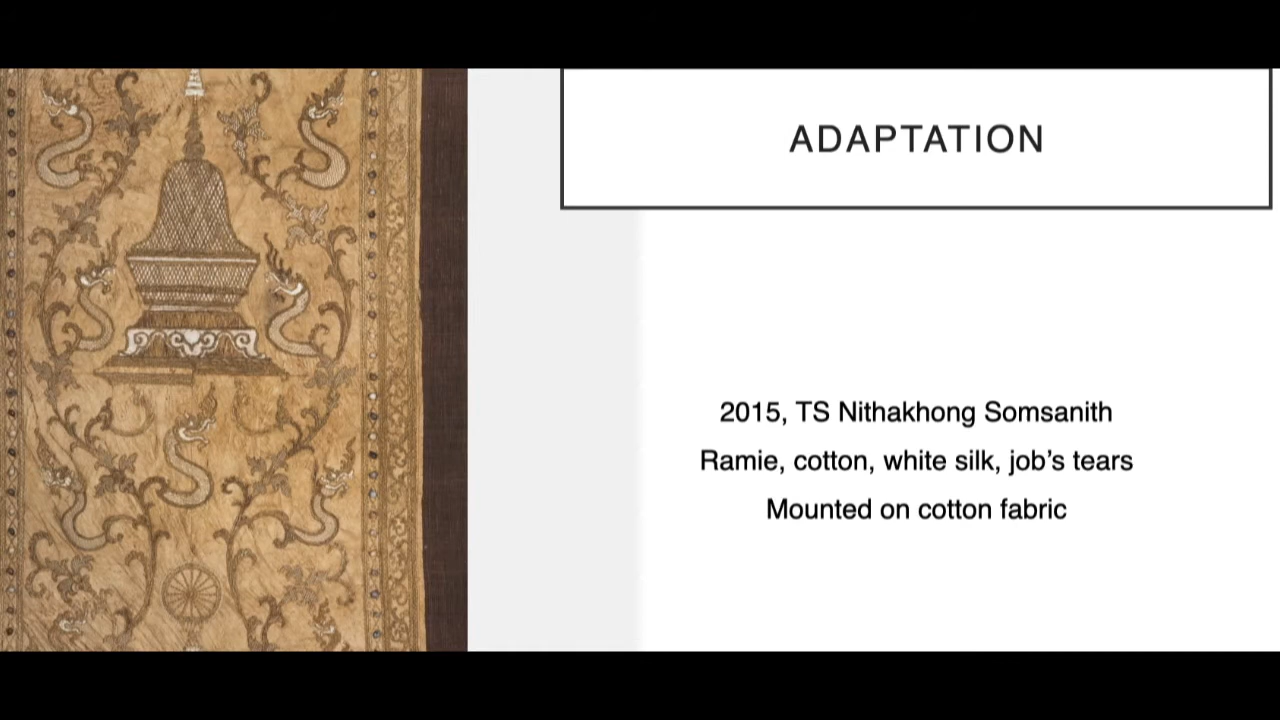 ADAPTATION
2015, TS Nithakhong Somsanith
Ramie, cotton, white silk, job’s tears
Mounted on cotton fabric